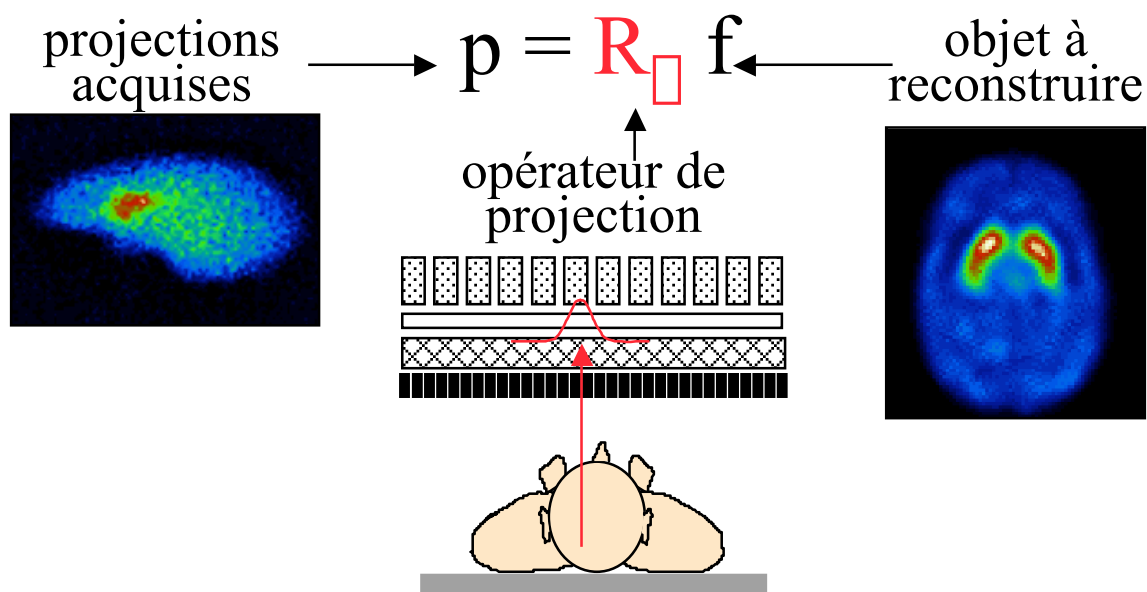 projections
acquises
p = R▯ f
objet à
reconstruire
opérateur de
projection